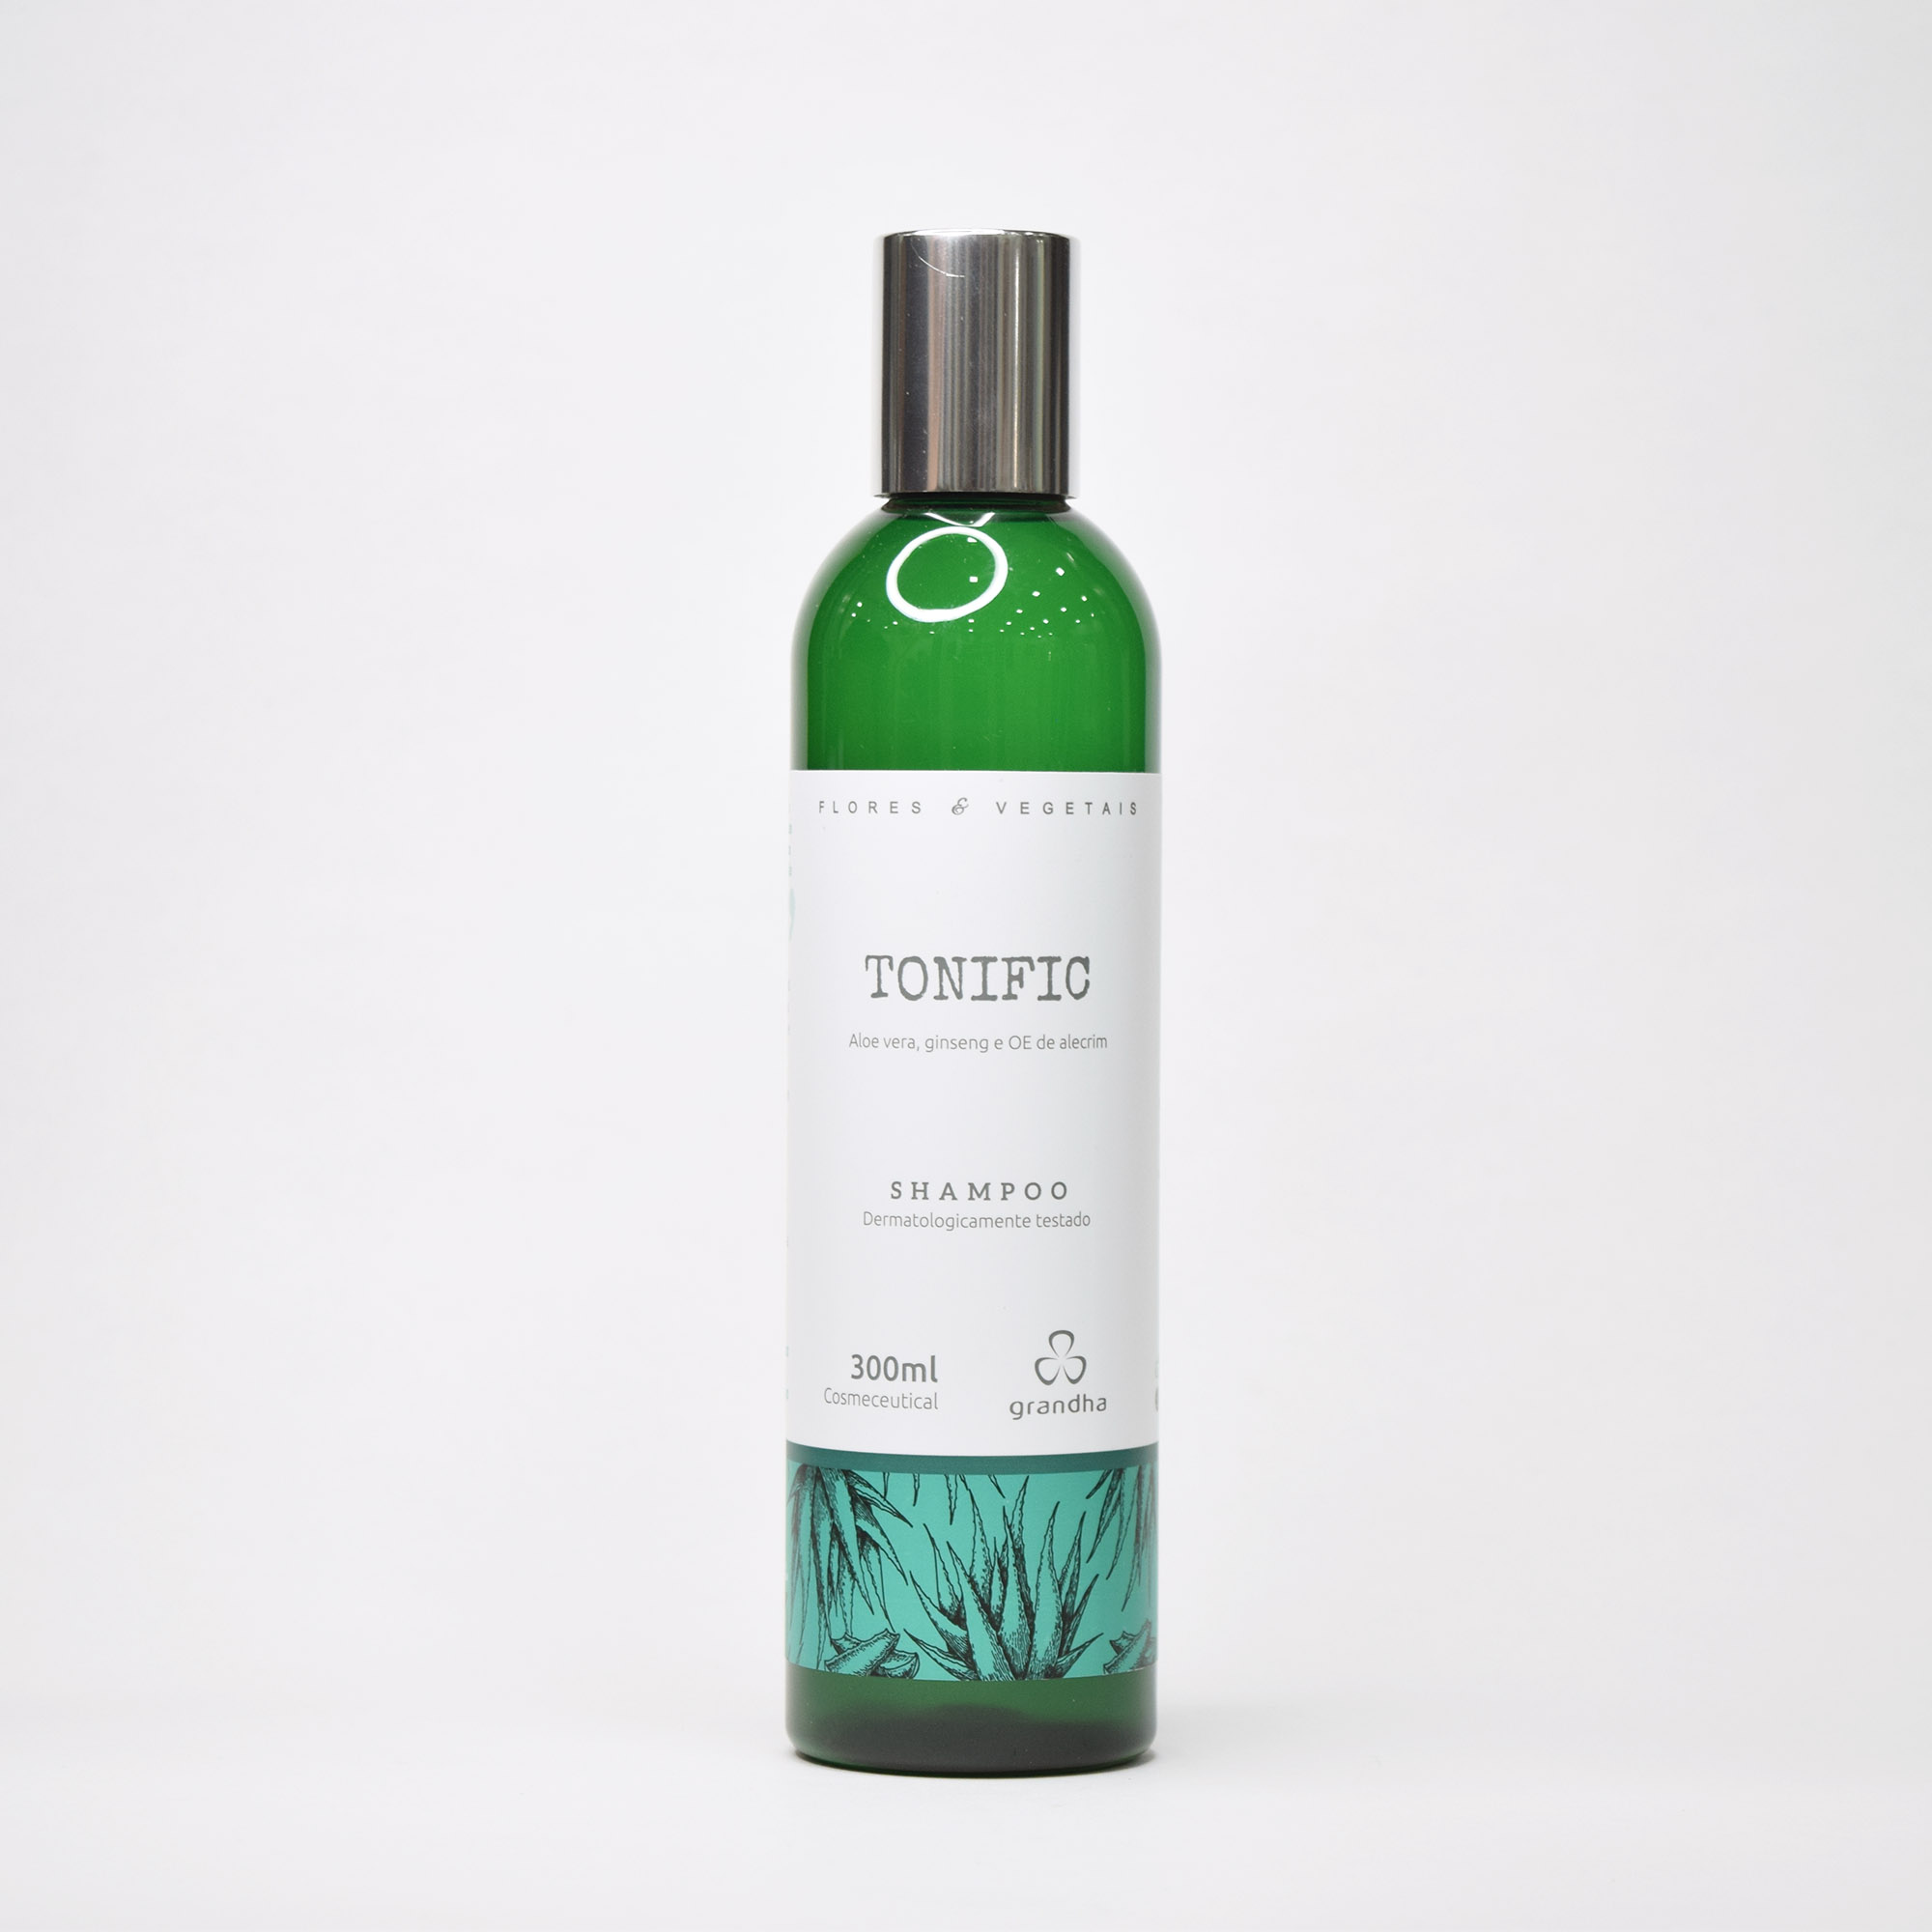 FLORES & VEGETAIS
TONIFIC
Aloe vera, ginseng e OE de alecrim
SHAMPOO
Dermatologicamente testado
300ml
Cosmeceutical
grandha